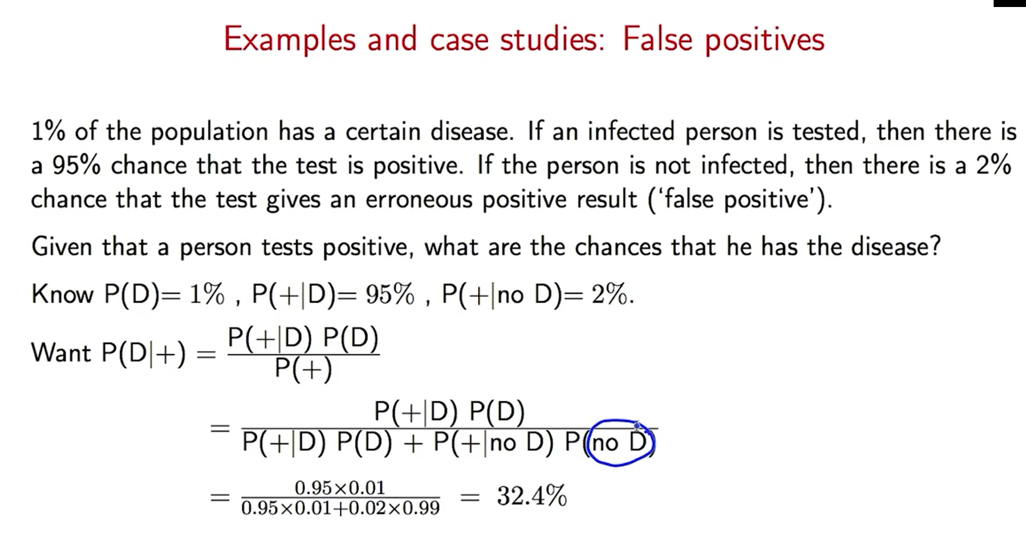 Examples and case studies: False positives
1% of the population has a certain disease. If an infected person is tested, then there is
a 95% chance that the test is positive. If the person is not infected, then there is a 2%
chance that the test gives an erroneous positive result (‘false positive’).
Given that a person tests positive, what are the chances that he has the disease?
Know P(D)= 1% , P(+|D)= 95% , P(+|no D)= 2%.
Want P(D|+) = P(+|D) P(D) / P(+)
= P(+|D) P(D) / P(+|D) P(D) + P(+|no D) P(no D)
= 0.95×0.01 / 0.95×0.01+0.02×0.99 = 32.4%